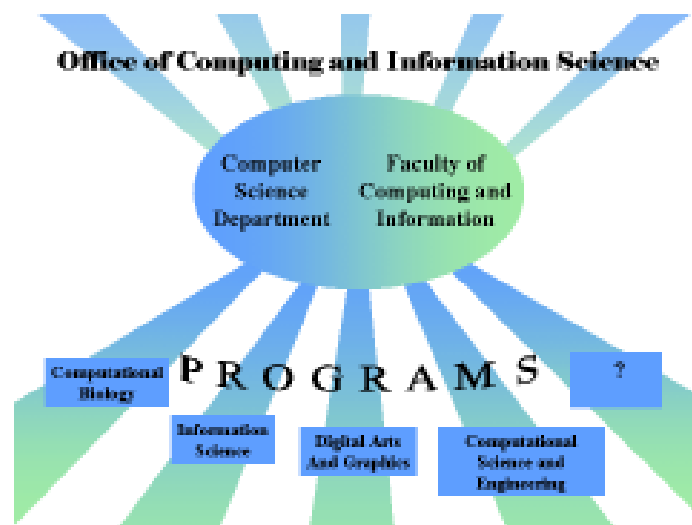 Office of Computing and Information Science
Computer
Science
Department
Faculty of
Computing and
Information
PROGRAMS
Computational
Biology
Information
Science
Digital Arts
And Graphics
Computational
Science and
Engineering
?